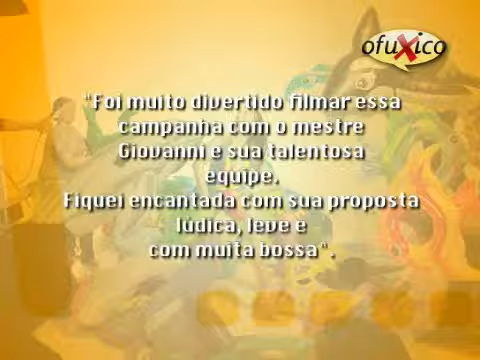 ofuxico
"Foi muito divertido filmar essa
campanha com o mestre
Giovanni e sua talentosa
equipe.
Fiquei encantada com sua proposta
lúdica, leve e
com muita bossa".